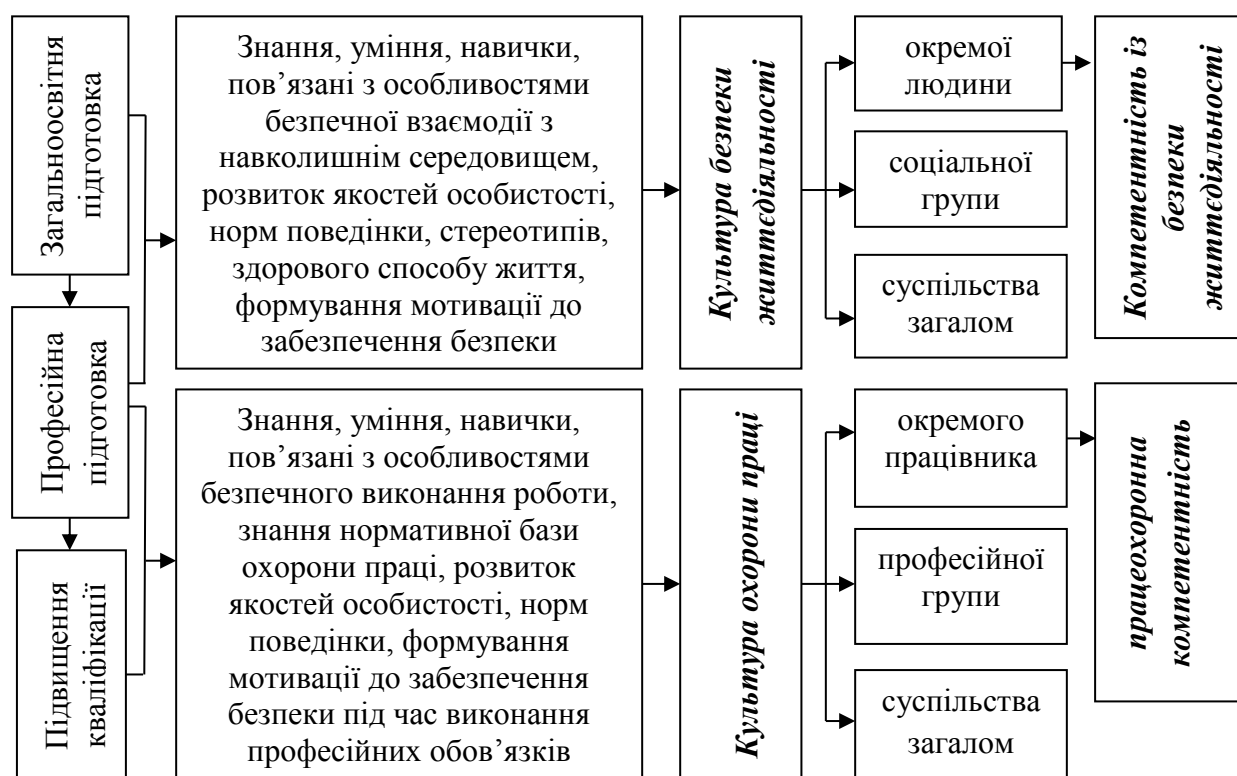 Загальноосвітня
підготовка
Професійна
підготовка
Підвищення
кваліфікації
Знання, уміння, навички,
пов’язані з особливостями
безпечної взаємодії з
навколишнім середовищем,
розвиток якостей особистості,
норм поведінки, стереотипів,
здорового способу життя,
формування мотивації до
забезпечення безпеки
Знання, уміння, навички,
пов’язані з особливостями
безпечного виконання роботи,
знання нормативної бази
охорони праці, розвиток
якостей особистості, норм
поведінки, формування
мотивації до забезпечення
безпеки під час виконання
професійних обов’язків
Культура безпеки
життєдіяльності
Культура охорони праці
окремої
людини
соціальної
групи
суспільства
загалом
окремого
працівника
професійної
групи
суспільства
загалом
Компетентність із
безпеки
життєдіяльності
працеохоронна
компетентність